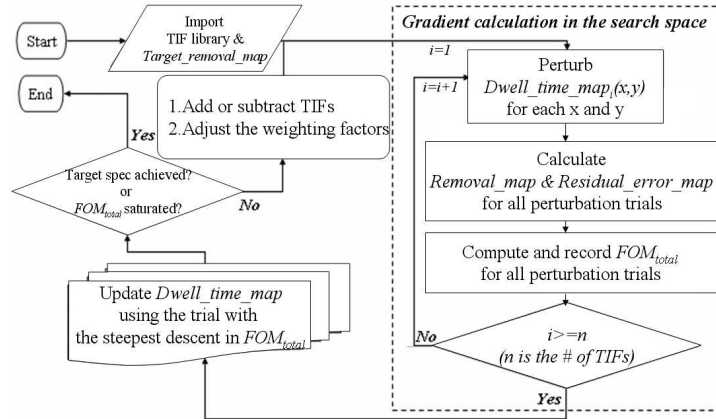 Start
Import
TIF library &
Target_removal_map
End
1.Add or subtract TIFs
2.Adjust the weighting factors
Yes
Target spec achieved?
or
FOMtotal saturated?
No
Update Dwell_time_map
using the trial with
the steepest descent in FOMtotal
Gradient calculation in the search space
i=1
i=i+1
Perturb
Dwell_time_mapi(x,y)
for each x and y
Calculate
Removal_map & Residual_error_map
for all perturbation trials
Compute and record FOMtotal
for all perturbation trials
No
i>=n
(n is the # of TIFs)
Yes